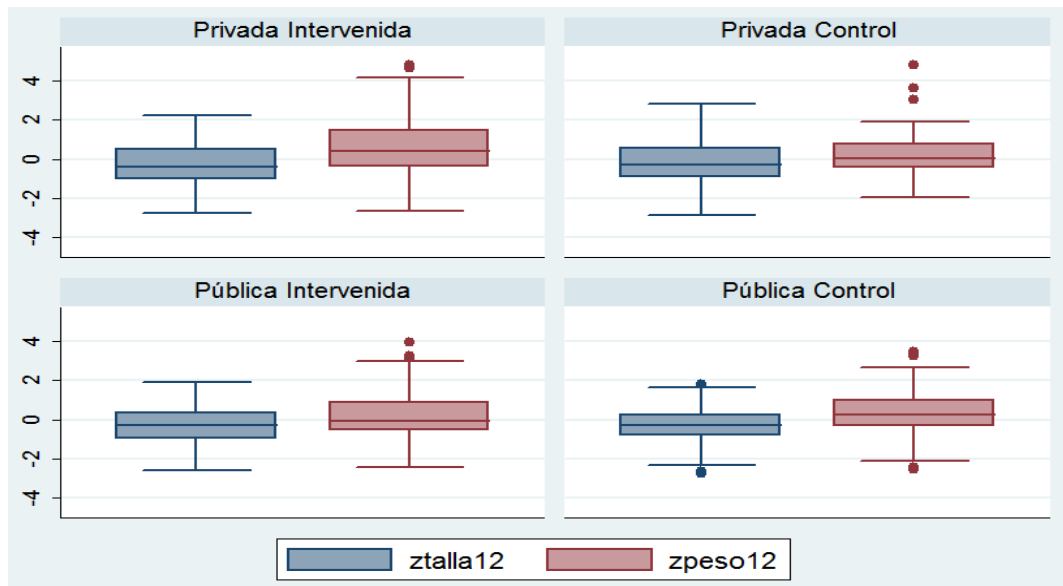 Privada Intervenida
Privada Control
4
2
0
-2
-4
Pública Intervenida
Pública Control
4
2
0
-2
-4
ztalla12
zpeso12